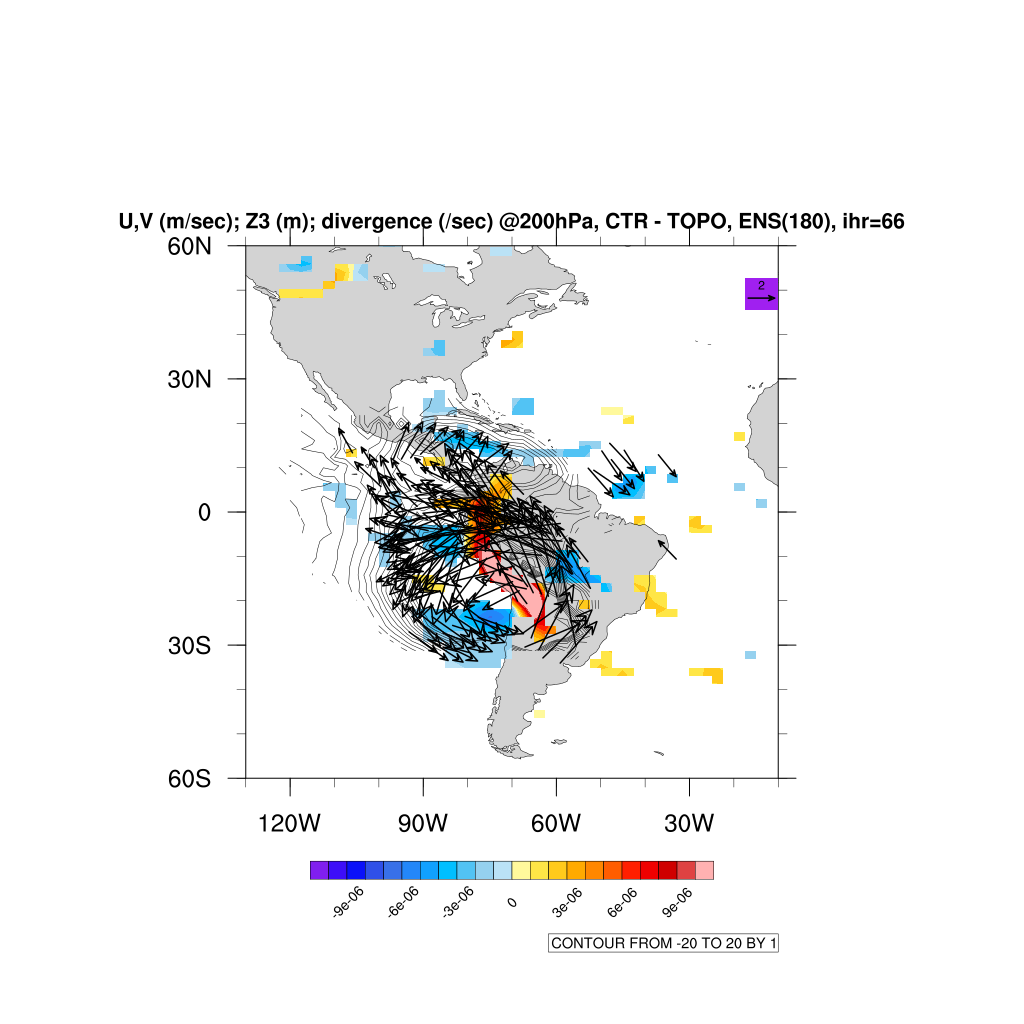 U,V (m/sec); Z3 (m); divergence (/sec) @200hPa, CTR - TOPO, ENS(180), ihr=66
60N
2
30N
0
30S
60S
120W 90W 60W 30W
-9e-06 -6e-06 -3e-06 0 3e-06 6e-06 9e-06
CONTOUR FROM -20 TO 20 BY 1